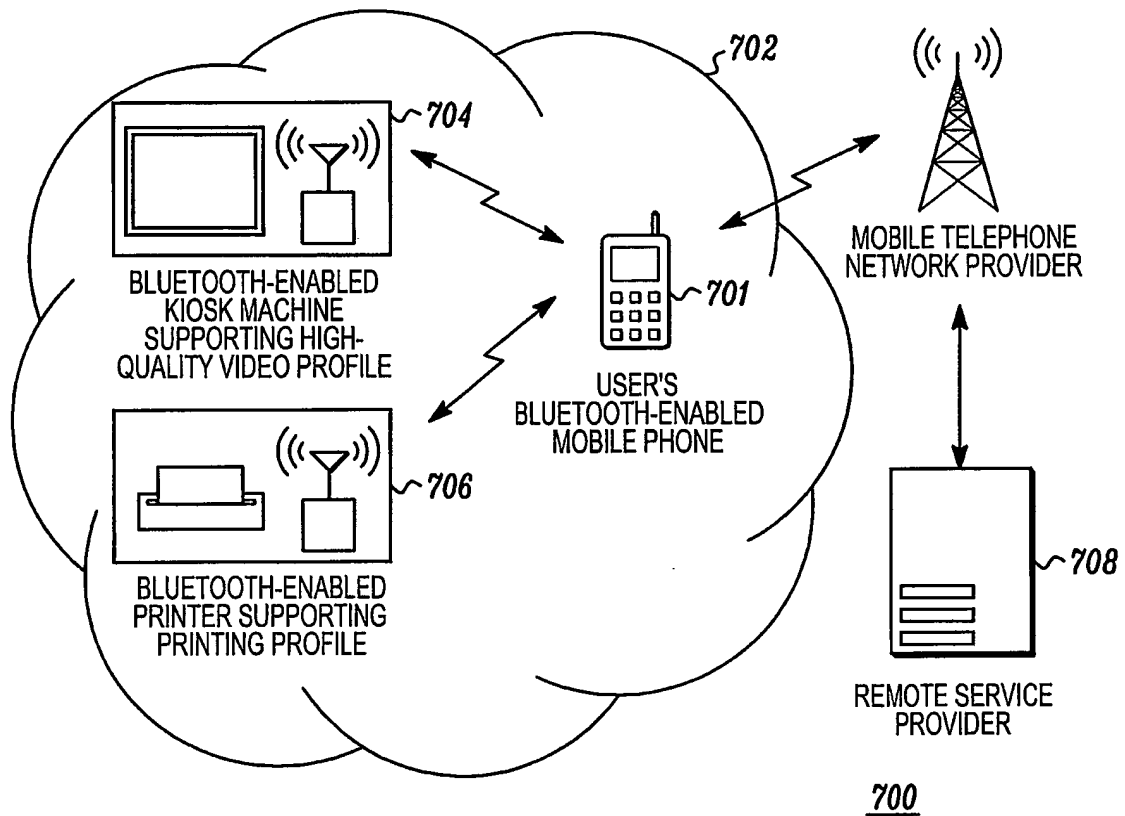 702
704
BLUETOOTH-ENABLED
KIOSK MACHINE
SUPPORTING HIGH-
QUALITY VIDEO PROFILE
701
USER'S
BLUETOOTH-ENABLED
MOBILE PHONE
MOBILE TELEPHONE
NETWORK PROVIDER
706
BLUETOOTH-ENABLED
PRINTER SUPPORTING
PRINTING PROFILE
708
REMOTE SERVICE
PROVIDER
700